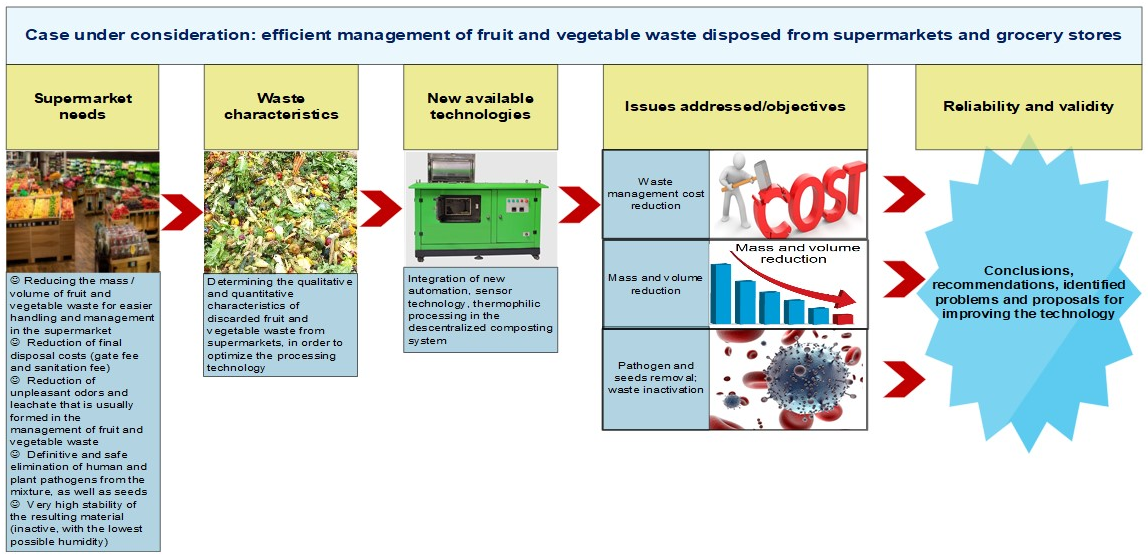 Case under consideration: efficient management of fruit and vegetable waste disposed from supermarkets and grocery stores
Supermarket
needs
☺ Reducing the mass /
volume of fruit and
vegetable waste for easier
handling and management
in the supermarket
☺ Reduction of final
disposal costs (gate fee
and sanitation fee)
☺ Reduction of
unpleasant odors and
leachate that is usually
formed in the
management of fruit and
vegetable waste
☺ Definitive and safe
elimination of human and
plant pathogens from the
mixture, as well as seeds
☺ Very high stability of
the resulting material
(inactive, with the lowest
possible humidity)
Waste
characteristics
Determining the qualitative
and quantitative
characteristics of
discarded fruit and
vegetable waste from
supermarkets, in order to
optimize the processing
technology
New available
technologies
Integration of new
automation, sensor
technology, thermophilic
processing in the
descentralized composting
system
Issues addressed/objectives
Waste
management cost
reduction
COST
Mass and volume
reduction
Mass and volume
reduction
Pathogen and
seeds removal;
waste inactivation
Reliability and validity
Conclusions,
recommendations, identified
problems and proposals for
improving the technology